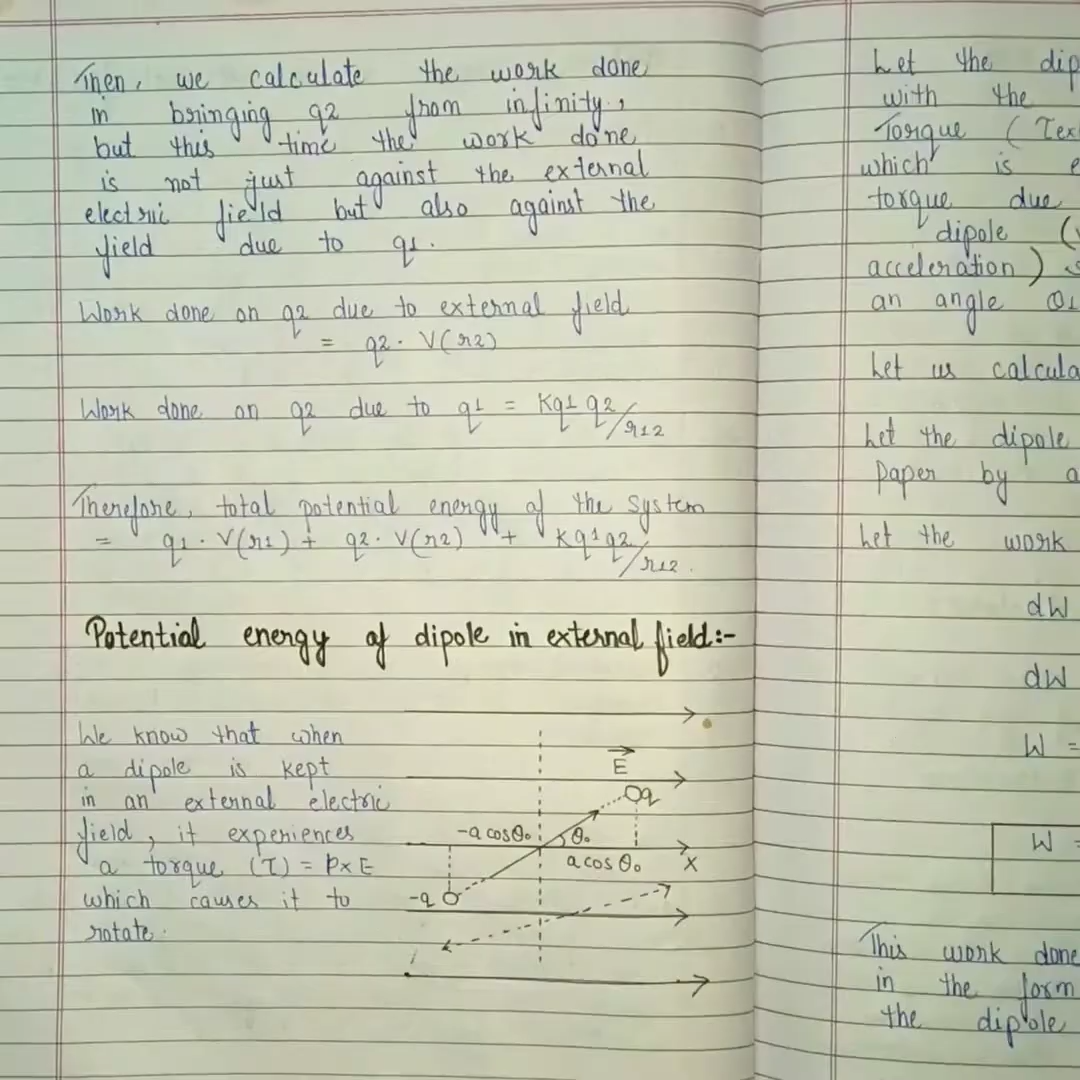 Then, we calculate the work done
in bringing q2 from infinity,
but this time the work done
is not just against the external
electric field but also against the
field due to q1.
Work done on q2 due to external field
= q2 · V(r2)
Work done on q2 due to q1 = Kq1 q2/r12
Therefore, total potential energy of the system
= q1 · V(r1) + q2 · V(r2) + Kq1q2/r12.
Potential energy of dipole in external field:-
We know that when
a dipole is kept
in an external electric
field, it experiences
a torque (τ) = P×E
which causes it to
rotate.
E
q
-a cosθ₀
θ₀
a cosθ₀
X
-q
Let the dip
with the
Torque (Tex
which is e
torque due
dipole (
acceleration)
an angle θ1
Let us calcula
Let the dipole
Paper by a
Let the work
dW
dW
W =
W =
This work done
in the form
the dipole